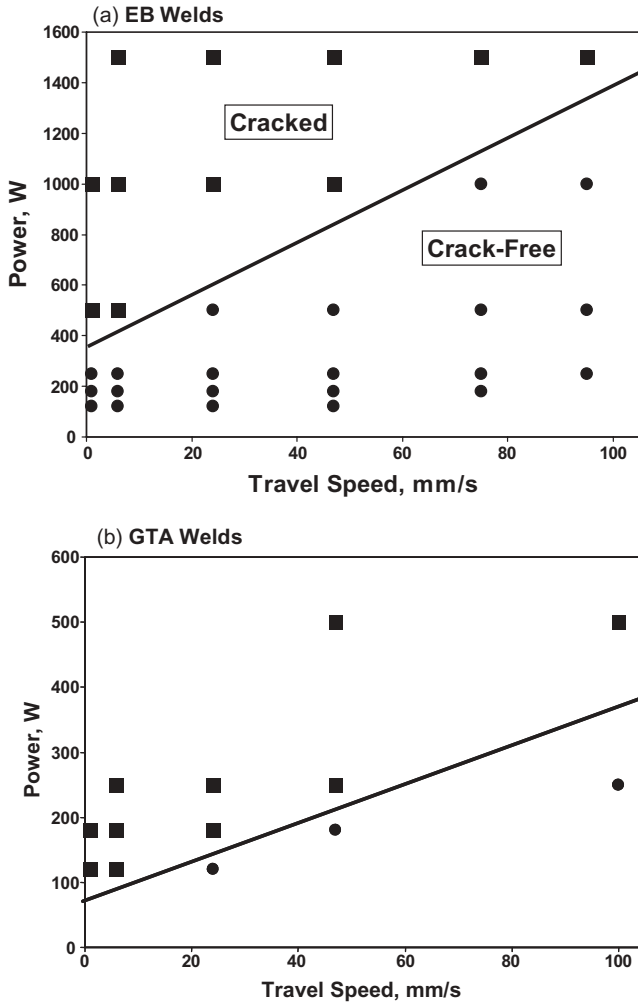 (a) EB Welds
1600
1400
1200
1000
800
600
400
200
0
Power, W
Cracked
Crack-Free
0 20 40 60 80 100
Travel Speed, mm/s
(b) GTA Welds
600
500
400
300
200
100
0
Power, W
0 20 40 60 80 100
Travel Speed, mm/s